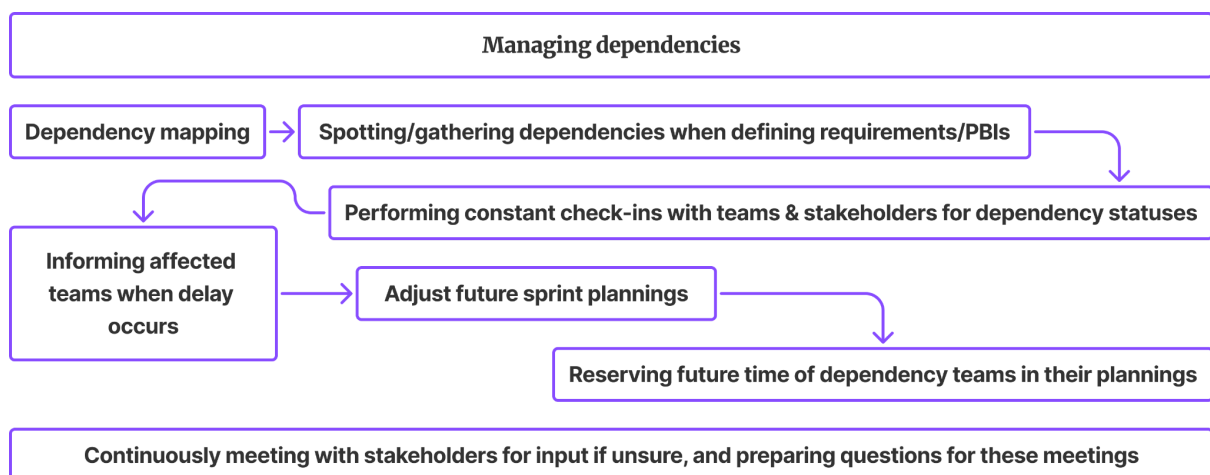 Managing dependencies
Dependency mapping
Spotting/gathering dependencies when defining requirements/PBIs
Performing constant check-ins with teams & stakeholders for dependency statuses
Informing affected
teams when delay
occurs
Adjust future sprint plannings
Reserving future time of dependency teams in their plannings
Continuously meeting with stakeholders for input if unsure, and preparing questions for these meetings